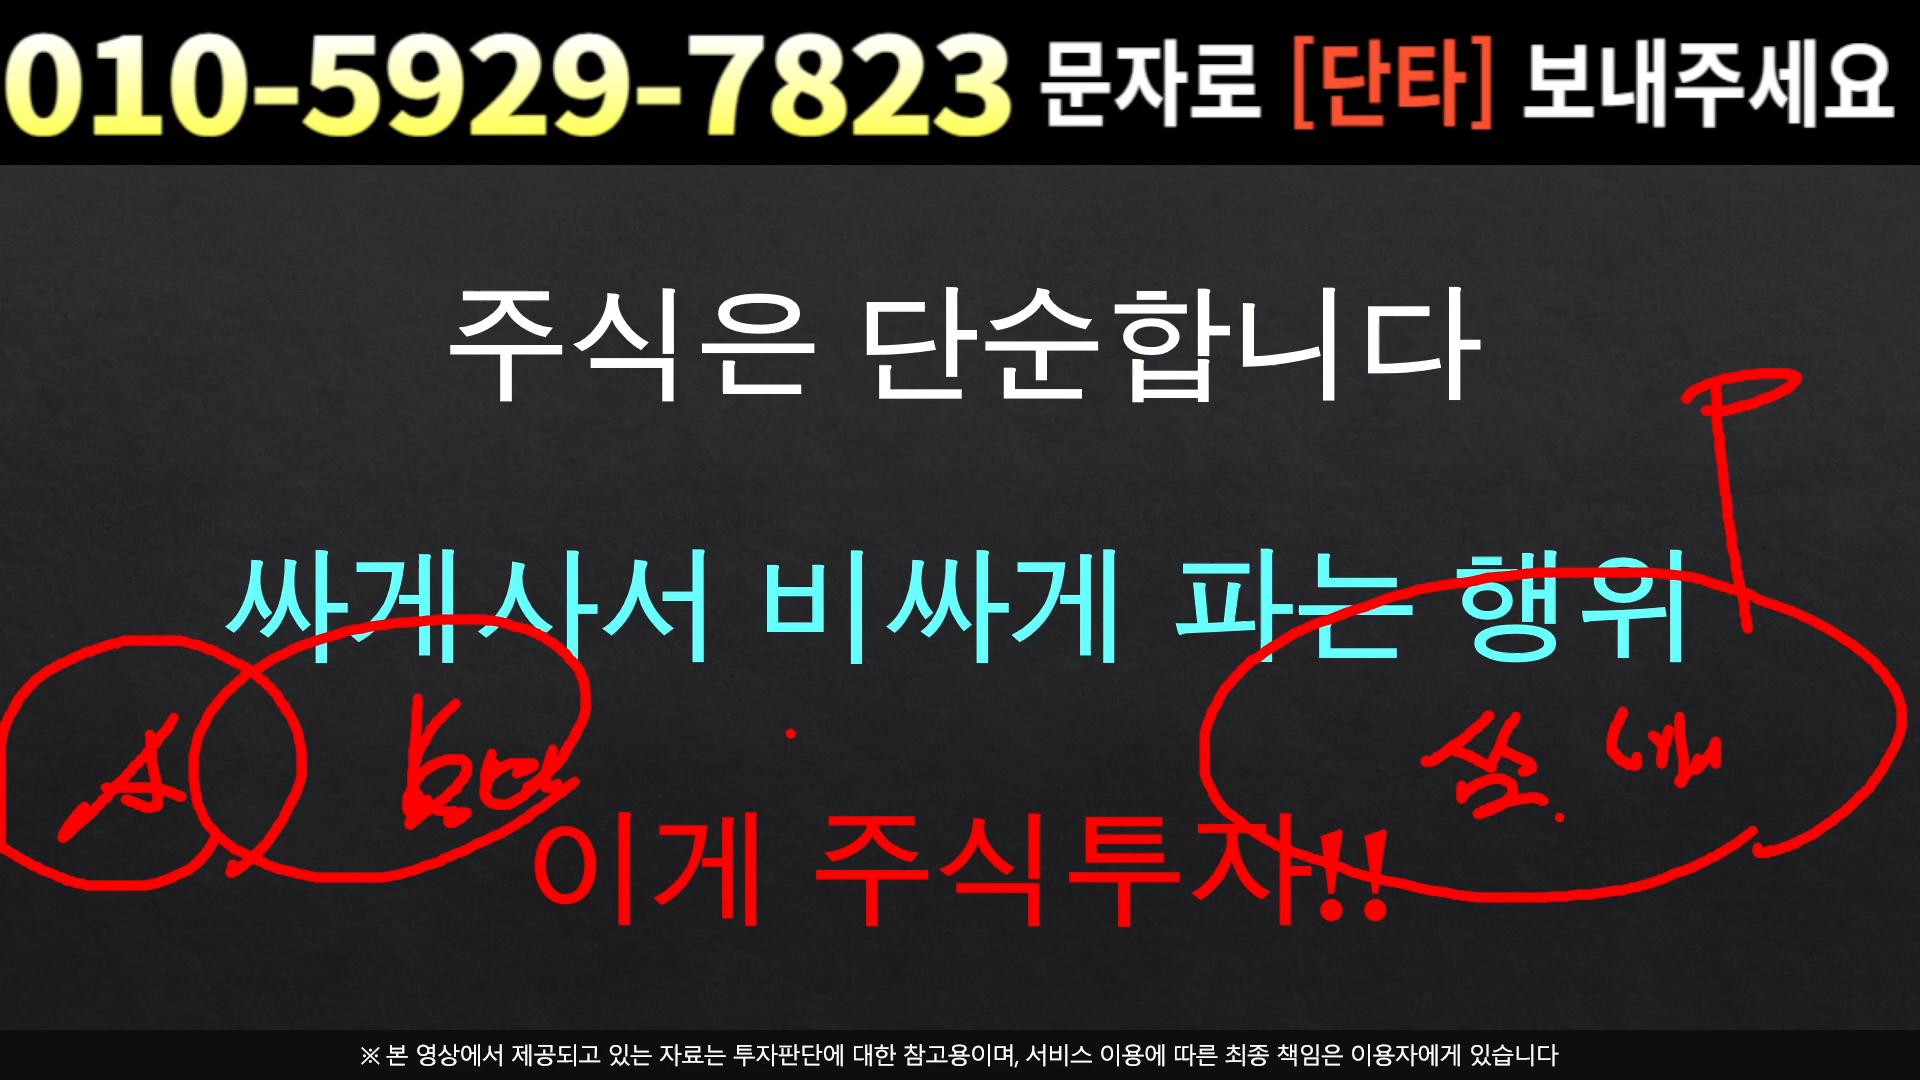 010-5929-7823 문자로 [단타] 보내주세요
주식은 단순합니다
싸게사서 비싸게 파는 행위
이게 주식투자!!
※ 본 영상에서 제공되고 있는 자료는 투자판단에 대한 참고용이며, 서비스 이용에 따른 최종 책임은 이용자에게 있습니다